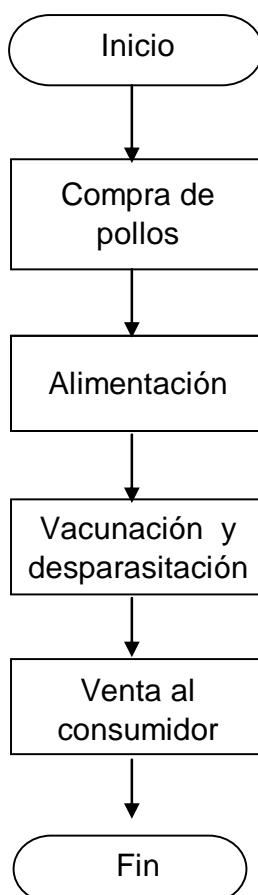 Inicio
Compra de
pollos
Alimentación
Vacunación y
desparasitación
Venta al
consumidor
Fin